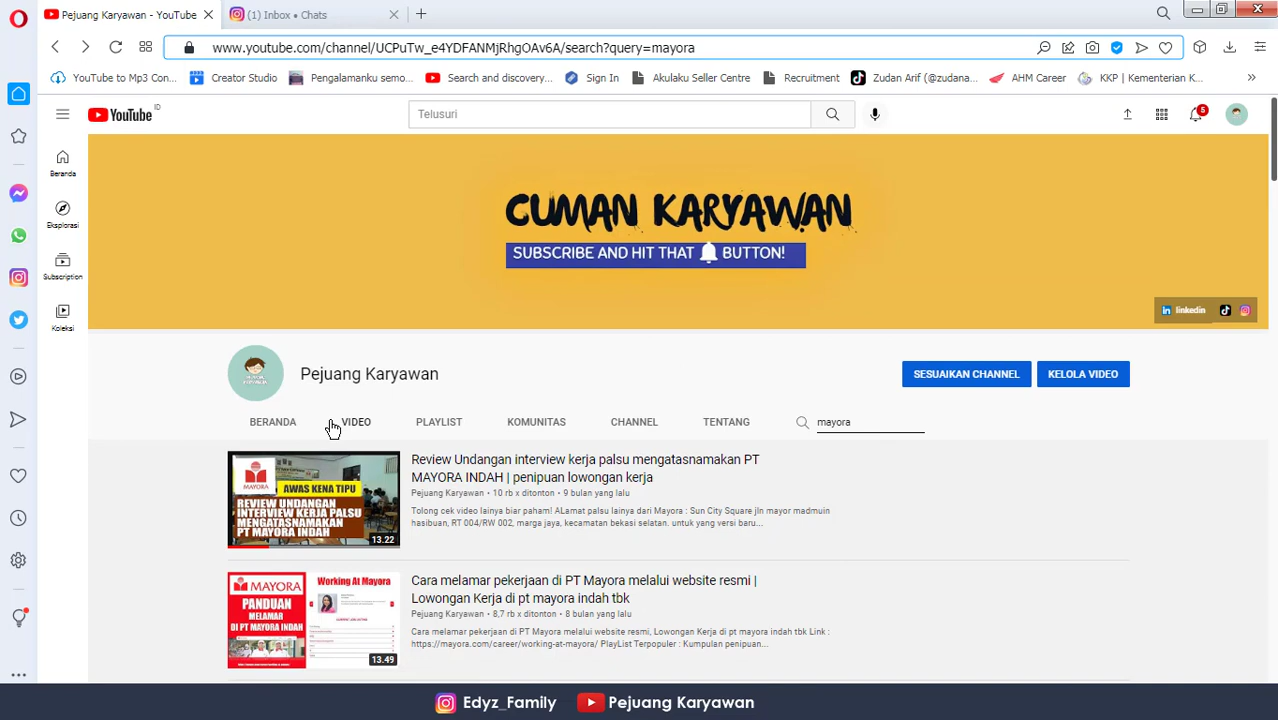 Pejuang Karyawan - YouTube
(1) Inbox • Chats
www.youtube.com/channel/UCPuTw_e4YDFANMjRhgOAv6A/search?query=mayora
YouTube to Mp3 Con...
Creator Studio
Pengalamanku semo...
Search and discovery...
Sign In
Akulaku Seller Centre
Recruitment
Zudan Arif (@zudana...
AHM Career
KKP | Kementerian K...
YouTube ID
Telusuri
5
Beranda
Eksplorasi
Subscription
Koleksi
CUMAN KARYAWAN
SUBSCRIBE AND HIT THAT BUTTON!
linkedin
Pejuang Karyawan
SESUAIKAN CHANNEL
KELOLA VIDEO
BERANDA
VIDEO
PLAYLIST
KOMUNITAS
CHANNEL
TENTANG
mayora
MAYORA
AWAS KENA TIPU
REVIEW UNDANGAN
INTERVIEW KERJA PALSU
MENGATASNAMAKAN
PT MAYORA INDAH
13.22
Review Undangan interview kerja palsu mengatasnamakan PT
MAYORA INDAH | penipuan lowongan kerja
Pejuang Karyawan • 10 rb x ditonton • 9 bulan yang lalu
Tolong cek video lainya biar paham! ALamat palsu lainya dari Mayora : Sun City Square jln mayor madmuin
hasibuan, RT 004/RW 002, marga jaya, kecamatan bekasi selatan. untuk yang versi baru...
MAYORA
PANDUAN
MELAMAR
DI PT MAYORA
INDAH
Working At Mayora
13.49
Cara melamar pekerjaan di PT Mayora melalui website resmi |
Lowongan Kerja di pt mayora indah tbk
Pejuang Karyawan • 8,7 rb x ditonton • 8 bulan yang lalu
Cara melamar pekerjaan di PT Mayora melalui website resmi, Lowongan Kerja di pt mayora indah tbk Link :
https://mayora.com/career/working-at-mayora/ PlayList Terpopuler : Kumpulan penipuan...
Edyz_Family
Pejuang Karyawan